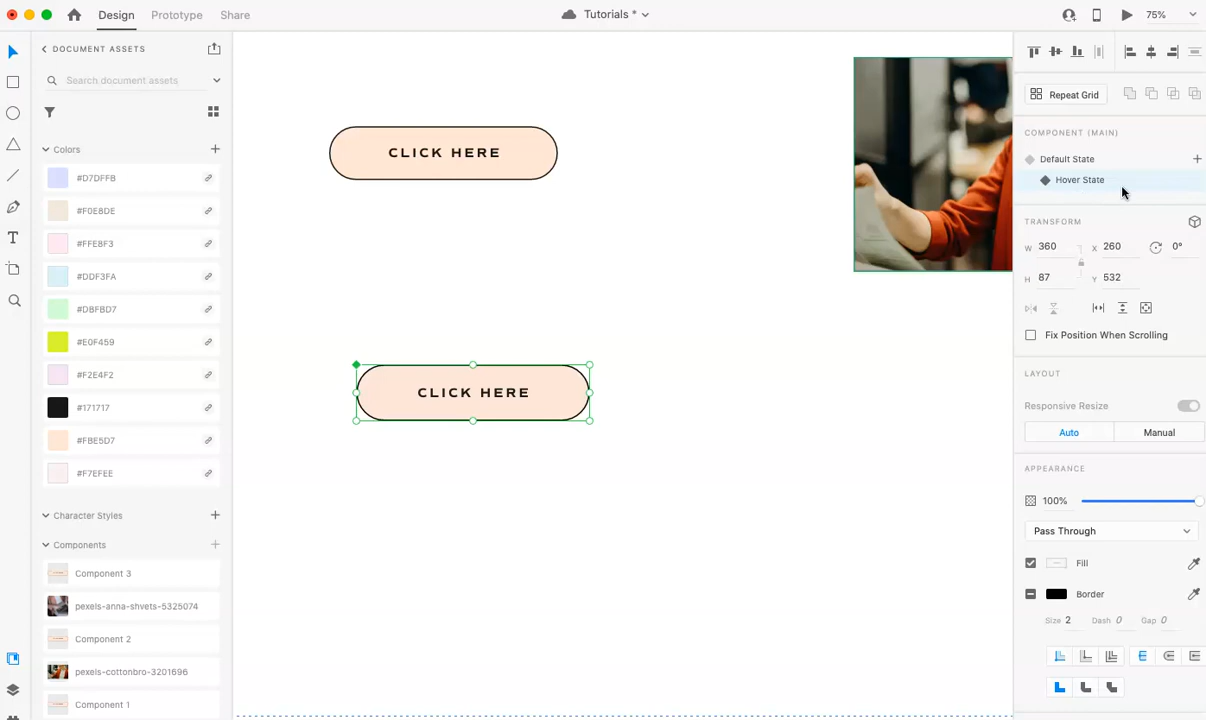 Design
Prototype
Share
Tutorials *
75%
DOCUMENT ASSETS
Search document assets
Colors
#D7DFFB
#F0E8DE
#FFE8F3
#DDF3FA
#DBFBD7
#E0F459
#F2E4F2
#171717
#FBE5D7
#F7EFEE
Character Styles
Components
Component 3
pexels-anna-shvets-5325074
Component 2
pexels-cottonbro-3201696
Component 1
CLICK HERE
CLICK HERE
Repeat Grid
COMPONENT (MAIN)
Default State
Hover State
TRANSFORM
W 360 X 260 0°
H 87 Y 532
Fix Position When Scrolling
LAYOUT
Responsive Resize
Auto
Manual
APPEARANCE
100%
Pass Through
Fill
Border
Size 2 Dash 0 Gap 0